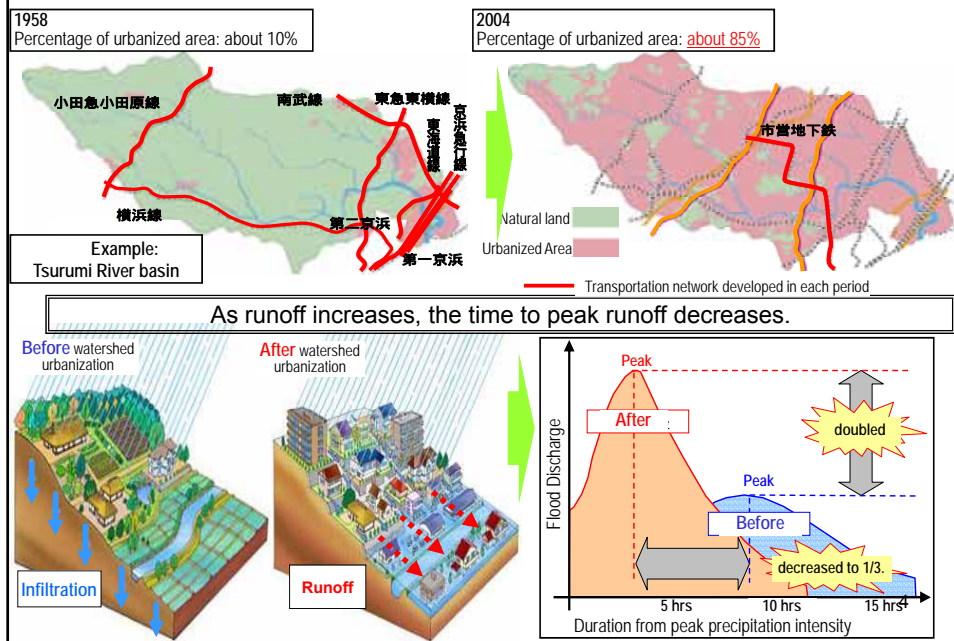 1958
Percentage of urbanized area: about 10%
2004
Percentage of urbanized area: about 85%
小田急小田原線
南武線
東急東横線
京浜急行線
東海道線
横浜線
第二京浜
第一京浜
市営地下鉄
Example:
Tsurumi River basin
Natural land
Urbanized Area
Transportation network developed in each period
As runoff increases, the time to peak runoff decreases.
Before watershed
urbanization
After watershed
urbanization
Infiltration
Runoff
Peak
After
doubled
Peak
Before
decreased to 1/3.
Flood Discharge
5 hrs
10 hrs
15 hrs
4
Duration from peak precipitation intensity